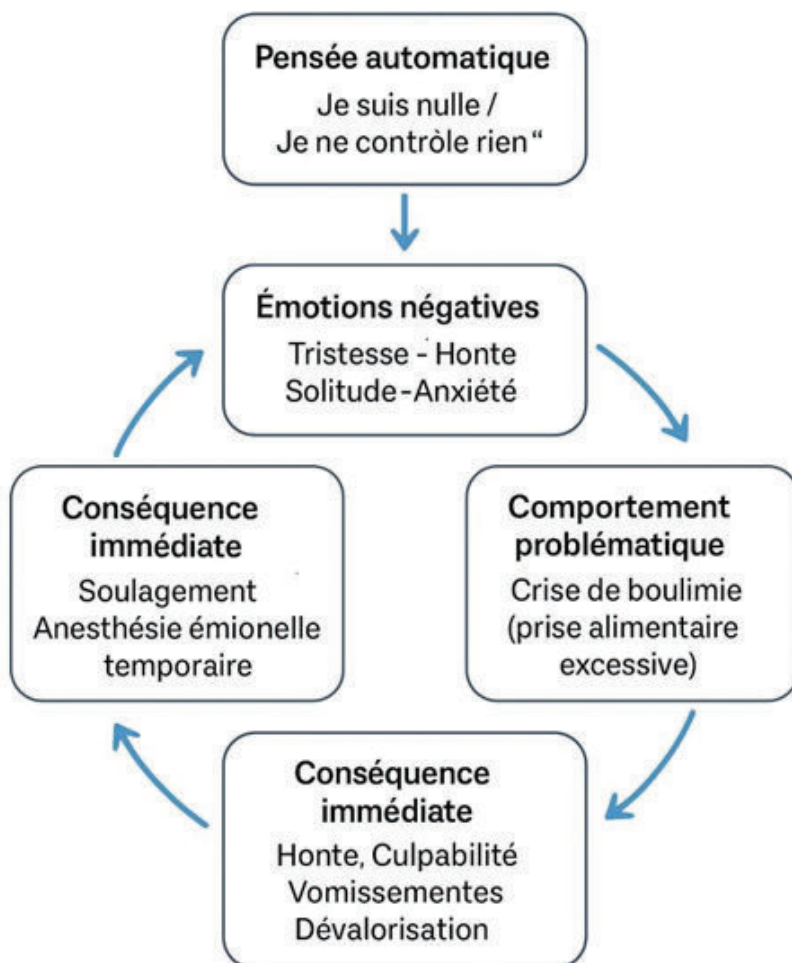 Pensée automatique
Je suis nulle /
Je ne contrôle rien“
Émotions négatives
Tristesse - Honte
Solitude-Anxiété
Comportement
problématique
Crise de boulimie
(prise alimentaire
excessive)
Conséquence
immédiate
Honte, Culpabilité
Vomissementes
Dévalorisation
Conséquence
immédiate
Soulagement
Anesthésie émionelle
temporaire